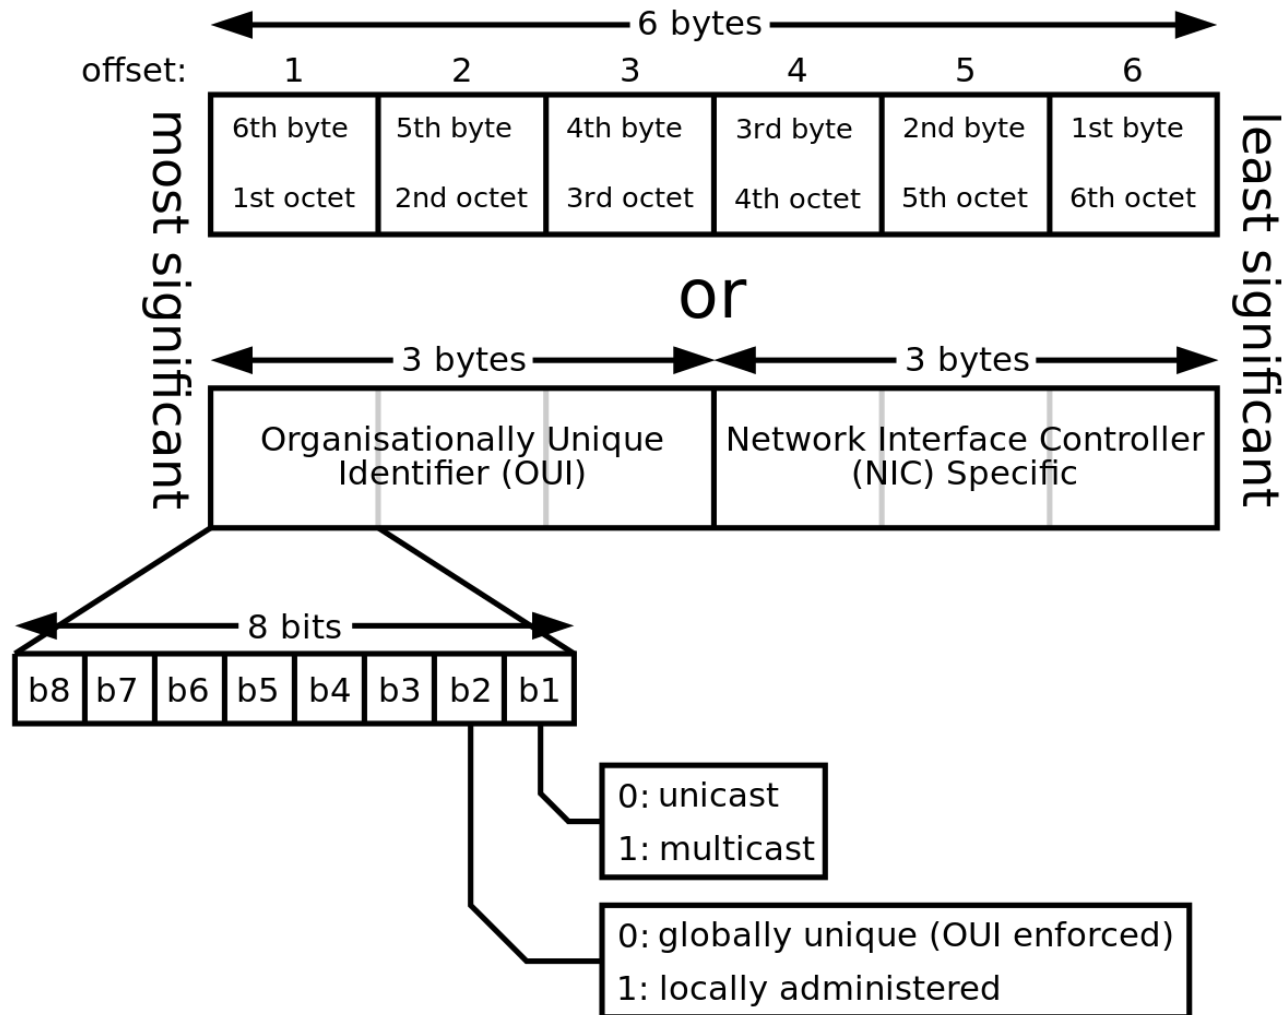 6 bytes
offset: 1 2 3 4 5 6
most significant
6th byte 5th byte 4th byte 3rd byte 2nd byte 1st byte
1st octet 2nd octet 3rd octet 4th octet 5th octet 6th octet
least significant
or
3 bytes 3 bytes
Organisationally Unique
Identifier (OUI)
Network Interface Controller
(NIC) Specific
8 bits
b8 b7 b6 b5 b4 b3 b2 b1
0: unicast
1: multicast
0: globally unique (OUI enforced)
1: locally administered